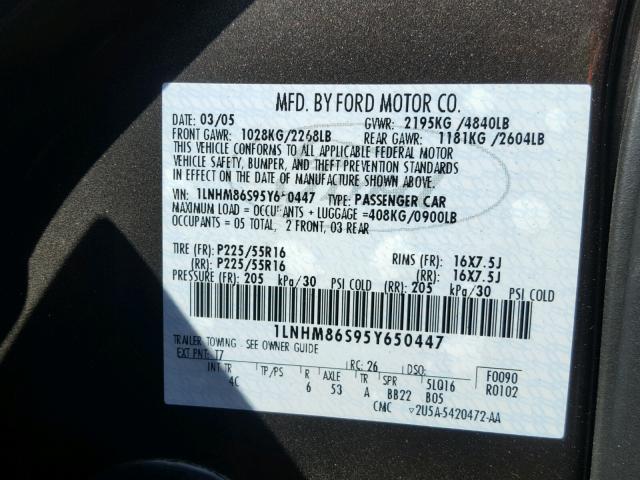 MFD. BY FORD MOTOR CO.
DATE: 03/05 GVWR: 2195KG /4840LB
FRONT GAWR: 1028KG/2268LB REAR GAWR: 1181KG /2604LB
THIS VEHICLE CONFORMS TO ALL APPLICABLE FEDERAL MOTOR
VEHICLE SAFETY, BUMPER, AND THEFT PREVENTION STANDARDS
IN EFFECT ON THE DATE OF MANUFACTURE SHOWN ABOVE.
VIN: 1LNHM86S95Y650447 TYPE: PASSENGER CAR
MAXIMUM LOAD = OCCUPANTS + LUGGAGE =408KG/0900LB
OCCUPANTS = 05 TOTAL, 2 FRONT, 03 REAR
TIRE (FR): P225/55R16 RIMS (FR): 16X7.5J
(RR): P225/55R16 (RR): 16X7.5J
PRESSURE (FR): 205 kPa/30 PSI COLD (RR): 205 kPa/30 PSI COLD
1LNHM86S95Y650447
TRAILER TOWING - SEE OWNER GUIDE
EXT PNT: T7 RC: 26 DSO: F0090
INT TR TP/PS R AXLE TR SPR 5LQ16 R0102
4C 6 53 A BB22 B05
CMC ▽2U5A-5420472-AA